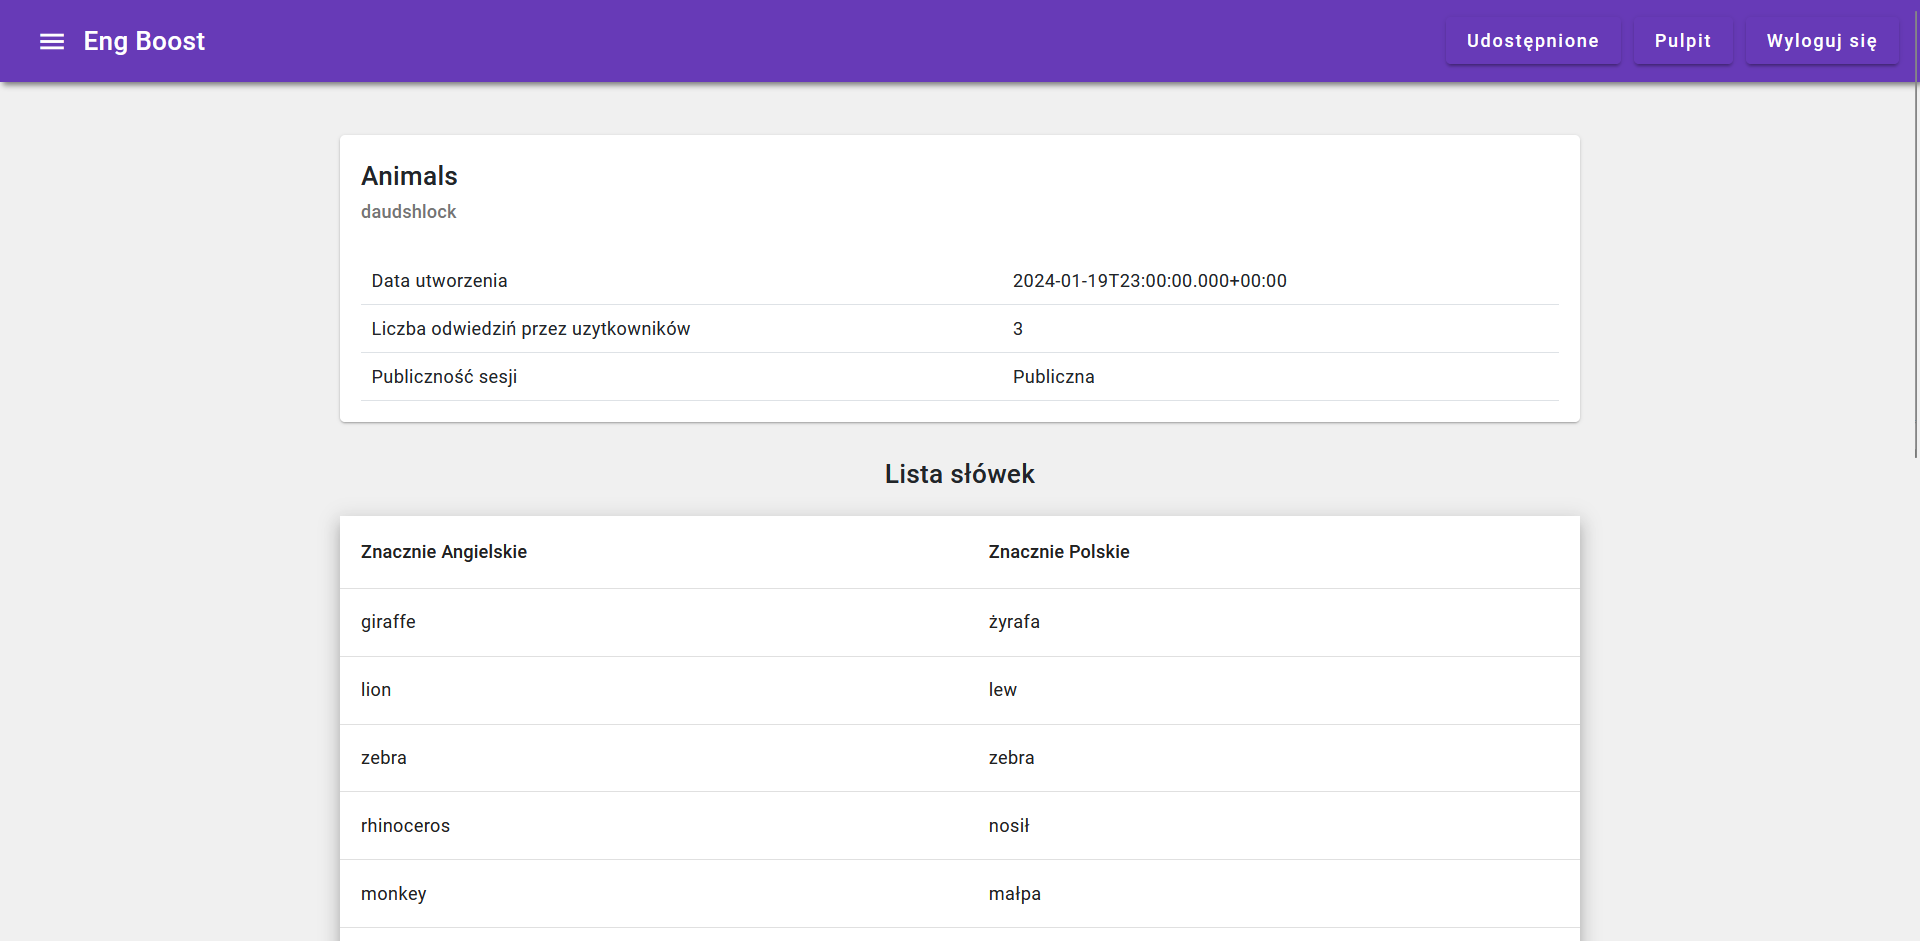 Eng Boost
Udostępnione
Pulpit
Wyloguj się
Animals
daudshlock
Data utworzenia 2024-01-19T23:00:00.000+00:00
Liczba odwiedziń przez uzytkowników 3
Publiczność sesji Publiczna
Lista słówek
Znacznie Angielskie Znacznie Polskie
giraffe żyrafa
lion lew
zebra zebra
rhinoceros nosił
monkey małpa